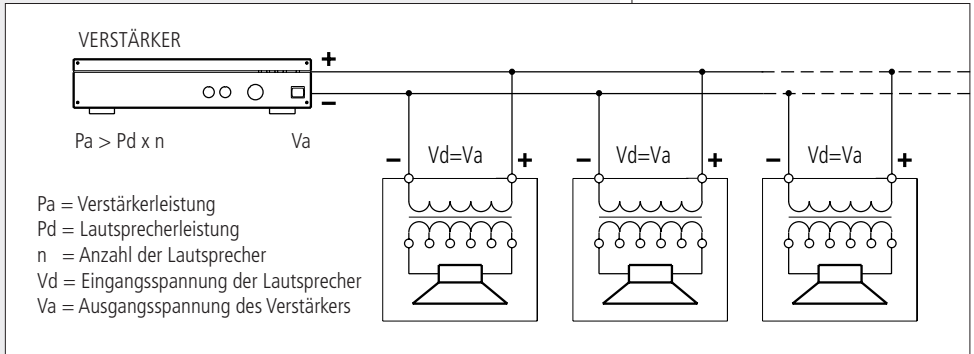 VERSTÄRKER
+
−
Pa > Pd x n Va
− Vd=Va + − Vd=Va + − Vd=Va +
Pa = Verstärkerleistung
Pd = Lautsprecherleistung
n = Anzahl der Lautsprecher
Vd = Eingangsspannung der Lautsprecher
Va = Ausgangsspannung des Verstärkers